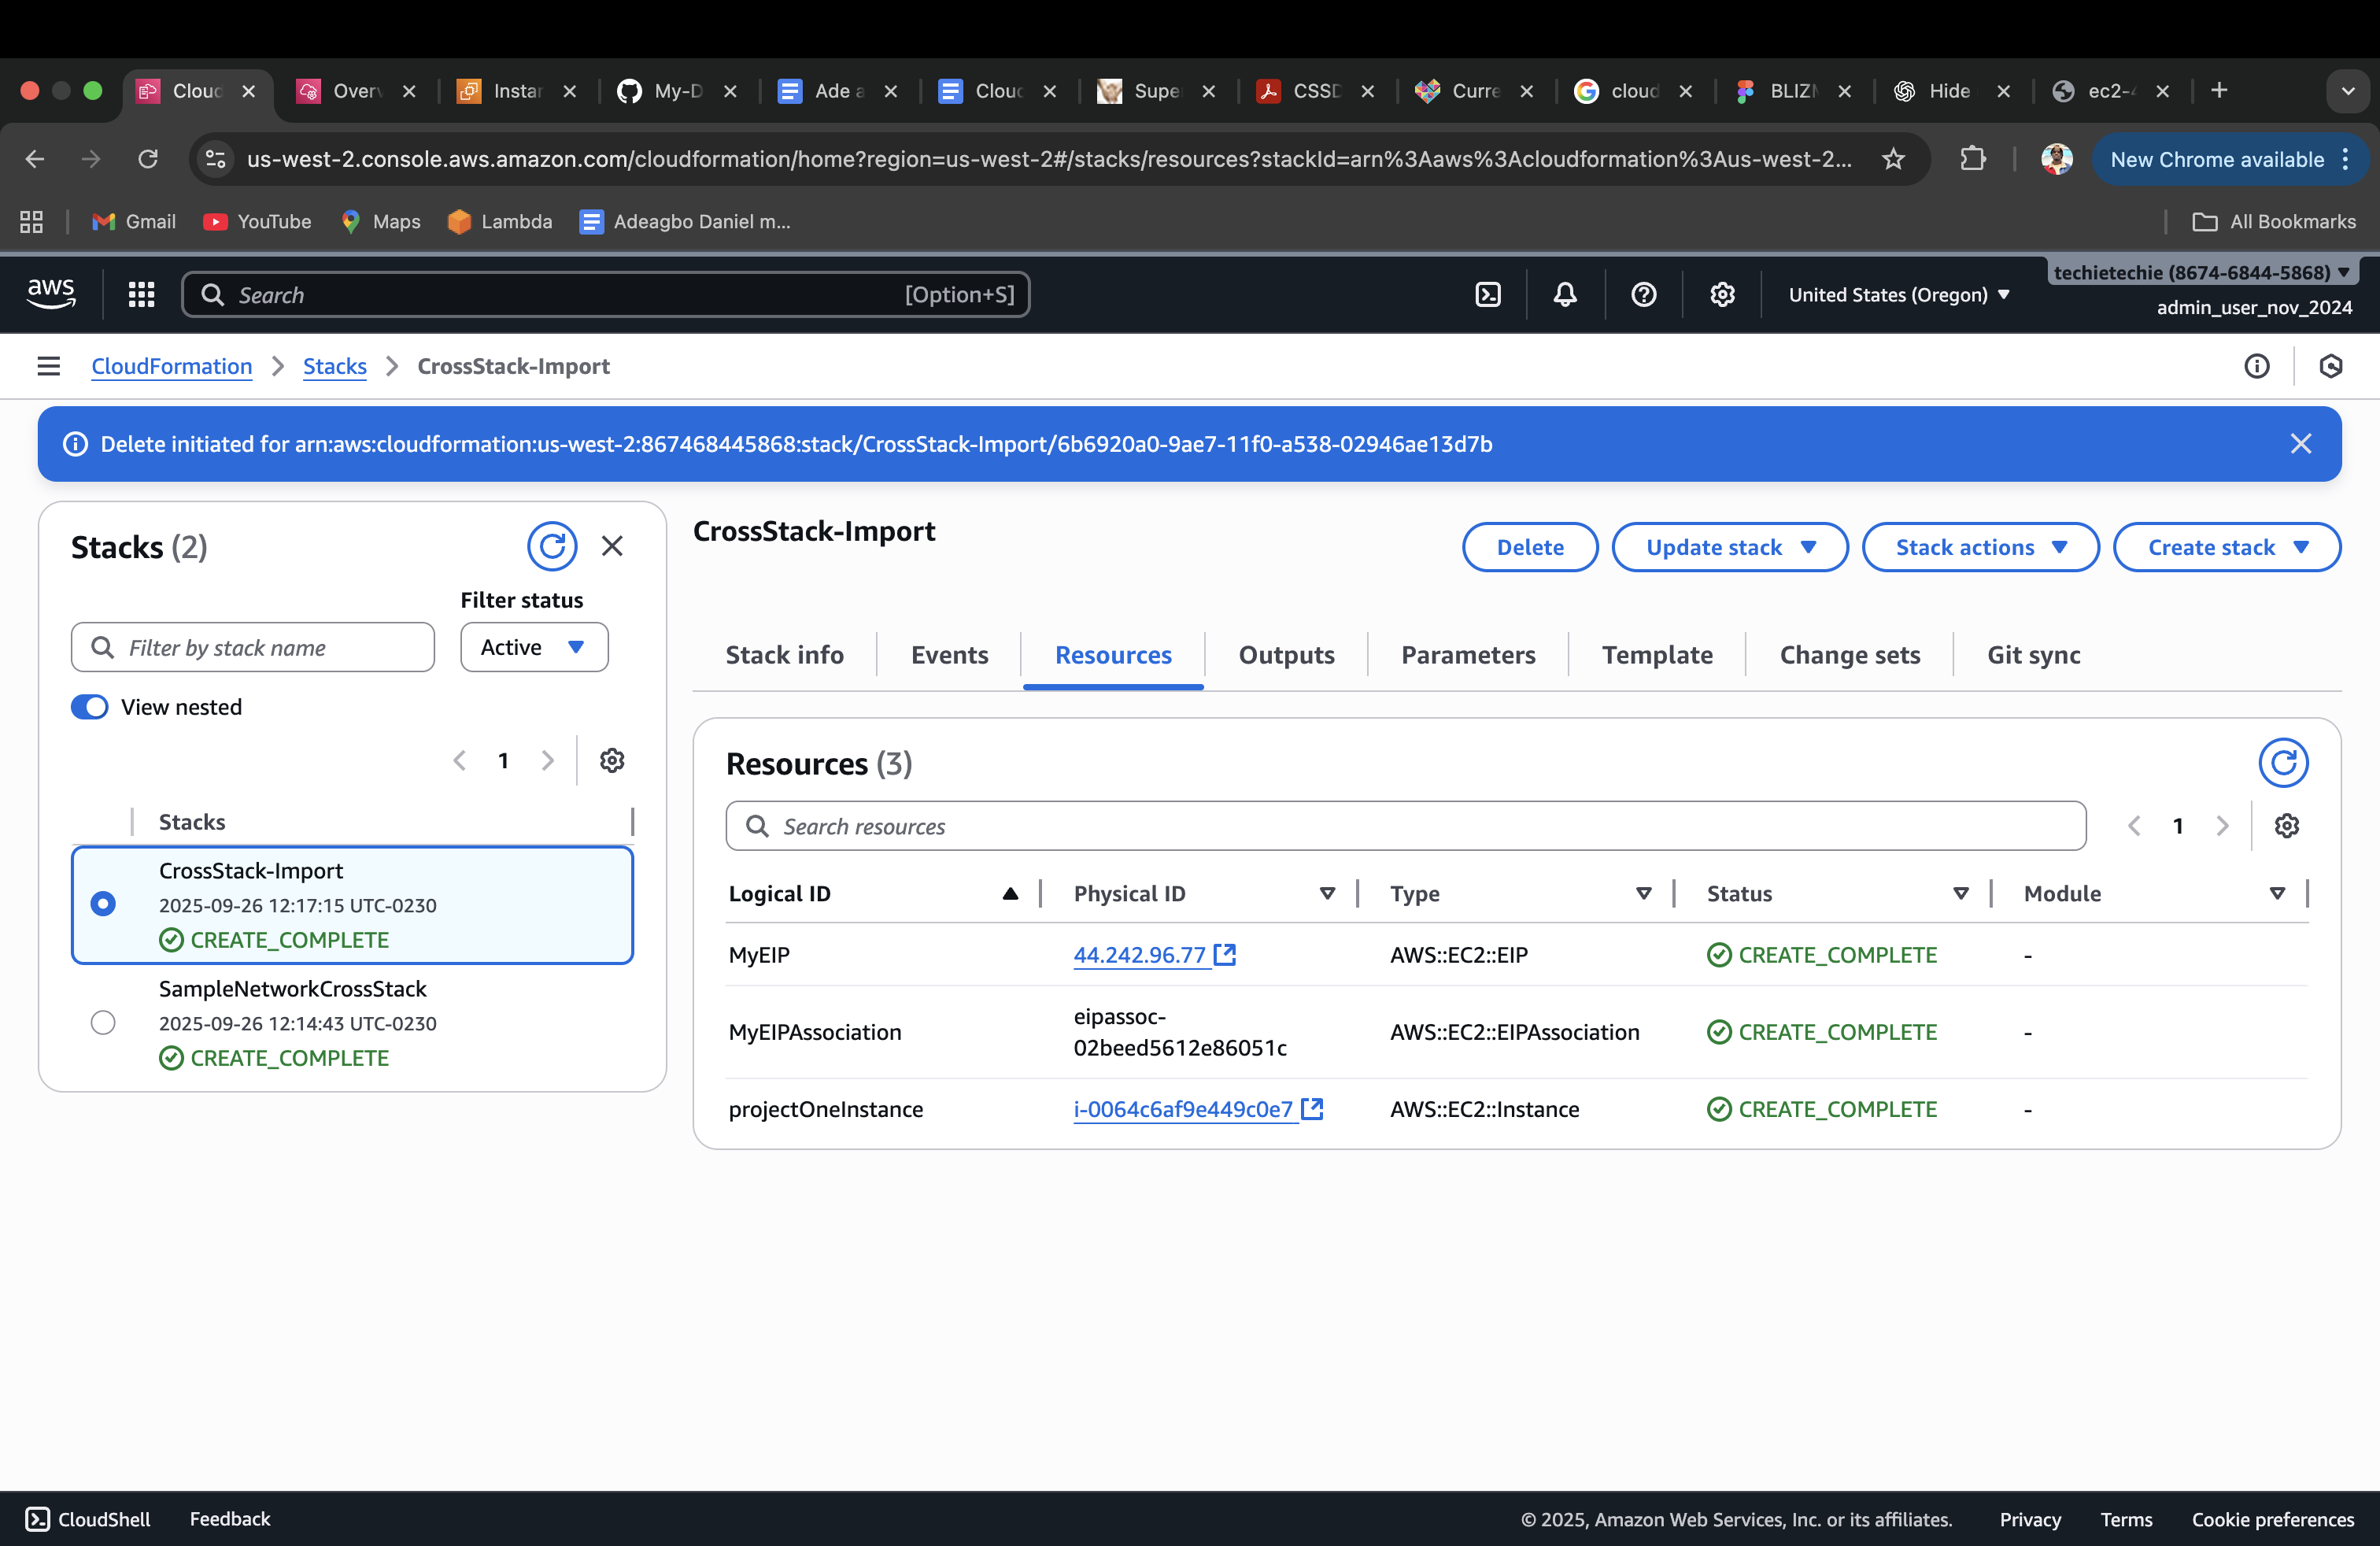 Clouc
Over
Instar
My-D
Ade a
Clouc
Supe
CSSD
Curre
cloud
BLIZ
Hide
ec2-4
us-west-2.console.aws.amazon.com/cloudformation/home?region=us-west-2#/stacks/resources?stackId=arn%3Aaws%3Acloudformation%3Aus-west-2...
New Chrome available
Gmail
YouTube
Maps
Lambda
Adeagbo Daniel m...
All Bookmarks
aws
Search
[Option+S]
United States (Oregon)
techietechie (8674-6844-5868)
admin_user_nov_2024
CloudFormation
Stacks
CrossStack-Import
Delete initiated for arn:aws:cloudformation:us-west-2:867468445868:stack/CrossStack-Import/6b6920a0-9ae7-11f0-a538-02946ae13d7b
Stacks (2)
Filter status
Filter by stack name
Active
View nested
1
Stacks
CrossStack-Import
2025-09-26 12:17:15 UTC-0230
CREATE_COMPLETE
SampleNetworkCrossStack
2025-09-26 12:14:43 UTC-0230
CREATE_COMPLETE
CrossStack-Import
Delete
Update stack
Stack actions
Create stack
Stack info
Events
Resources
Outputs
Parameters
Template
Change sets
Git sync
Resources (3)
Search resources
1
Logical ID
Physical ID
Type
Status
Module
MyEIP
44.242.96.77
AWS::EC2::EIP
CREATE_COMPLETE
-
MyEIPAssociation
eipassoc-
02beed5612e86051c
AWS::EC2::EIPAssociation
CREATE_COMPLETE
-
projectOneInstance
i-0064c6af9e449c0e7
AWS::EC2::Instance
CREATE_COMPLETE
-
CloudShell
Feedback
© 2025, Amazon Web Services, Inc. or its affiliates.
Privacy
Terms
Cookie preferences